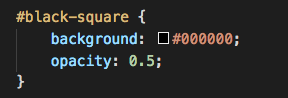 #black-square {
    background: #000000;
    opacity: 0.5;
}